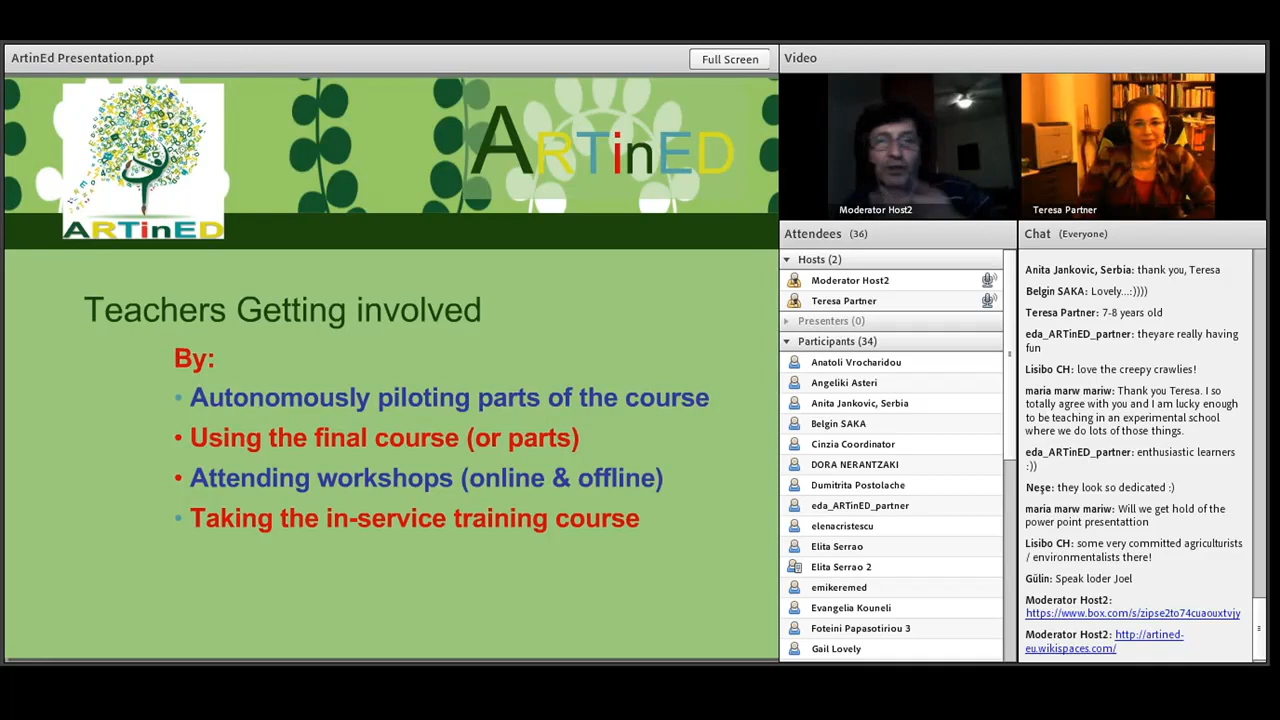 ArtinEd Presentation.ppt
Full Screen
ARTinED
ARTinED
Teachers Getting involved
By:
• Autonomously piloting parts of the course
• Using the final course (or parts)
• Attending workshops (online & offline)
• Taking the in-service training course
Video
Moderator Host2
Teresa Partner
Attendees (36)
Hosts (2)
Moderator Host2
Teresa Partner
Presenters (0)
Participants (34)
Anatoli Vrocharidou
Angeliki Asteri
Anita Jankovic, Serbia
Belgin SAKA
Cinzia Coordinator
DORA NERANTZAKI
Dumitrita Postolache
eda_ARTinED_partner
elenacristescu
Elita Serrao
Elita Serrao 2
emikeremed
Evangelia Kouneli
Foteini Papasotiriou 3
Gail Lovely
Chat (Everyone)
Anita Jankovic, Serbia: thank you, Teresa
Belgin SAKA: Lovely...:))))
Teresa Partner: 7-8 years old
eda_ARTinED_partner: theyare really having
fun
Lisibo CH: love the creepy crawlies!
maria marw mariw: Thank you Teresa. I so
totally agree with you and I am lucky enough
to be teaching in an experimental school
where we do lots of those things.
eda_ARTinED_partner: enthusiastic learners
:))
Neşe: they look so dedicated :)
maria marw mariw: Will we get hold of the
power point presentattion
Lisibo CH: some very committed agriculturists
/ environmentalists there!
Gülin: Speak loder Joel
Moderator Host2:
https://www.box.com/s/zipse2to74cuaouxtvjy
Moderator Host2: http://artined-
eu.wikispaces.com/